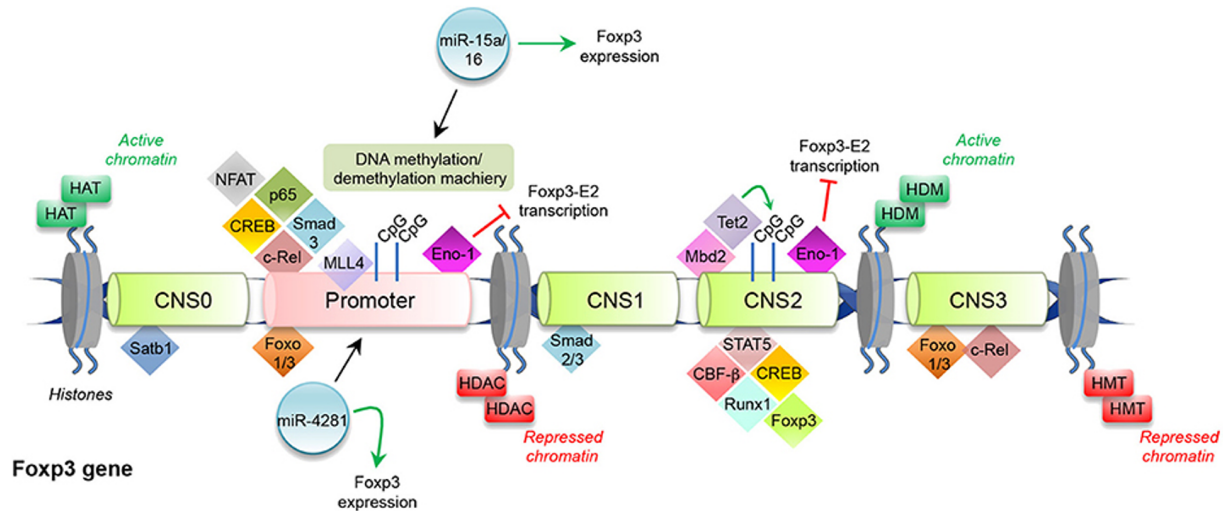 miR-15a/
16
Foxp3
expression
Active
chromatin
HAT
HAT
DNA methylation/
demethylation machiery
NFAT
p65
CREB
Smad
3
c-Rel
MLL4
CpG
CpG
Eno-1
Foxp3-E2
transcription
Tet2
Mbd2
CpG
CpG
Eno-1
Foxp3-E2
transcription
Active
chromatin
HDM
HDM
CNS0
Promoter
CNS1
CNS2
CNS3
Satb1
Foxo
1/3
Smad
2/3
STAT5
CBF-β
CREB
Runx1
Foxp3
Foxo
1/3
c-Rel
Histones
miR-4281
HDAC
HDAC
Repressed
chromatin
HMT
HMT
Repressed
chromatin
Foxp3 gene
Foxp3
expression